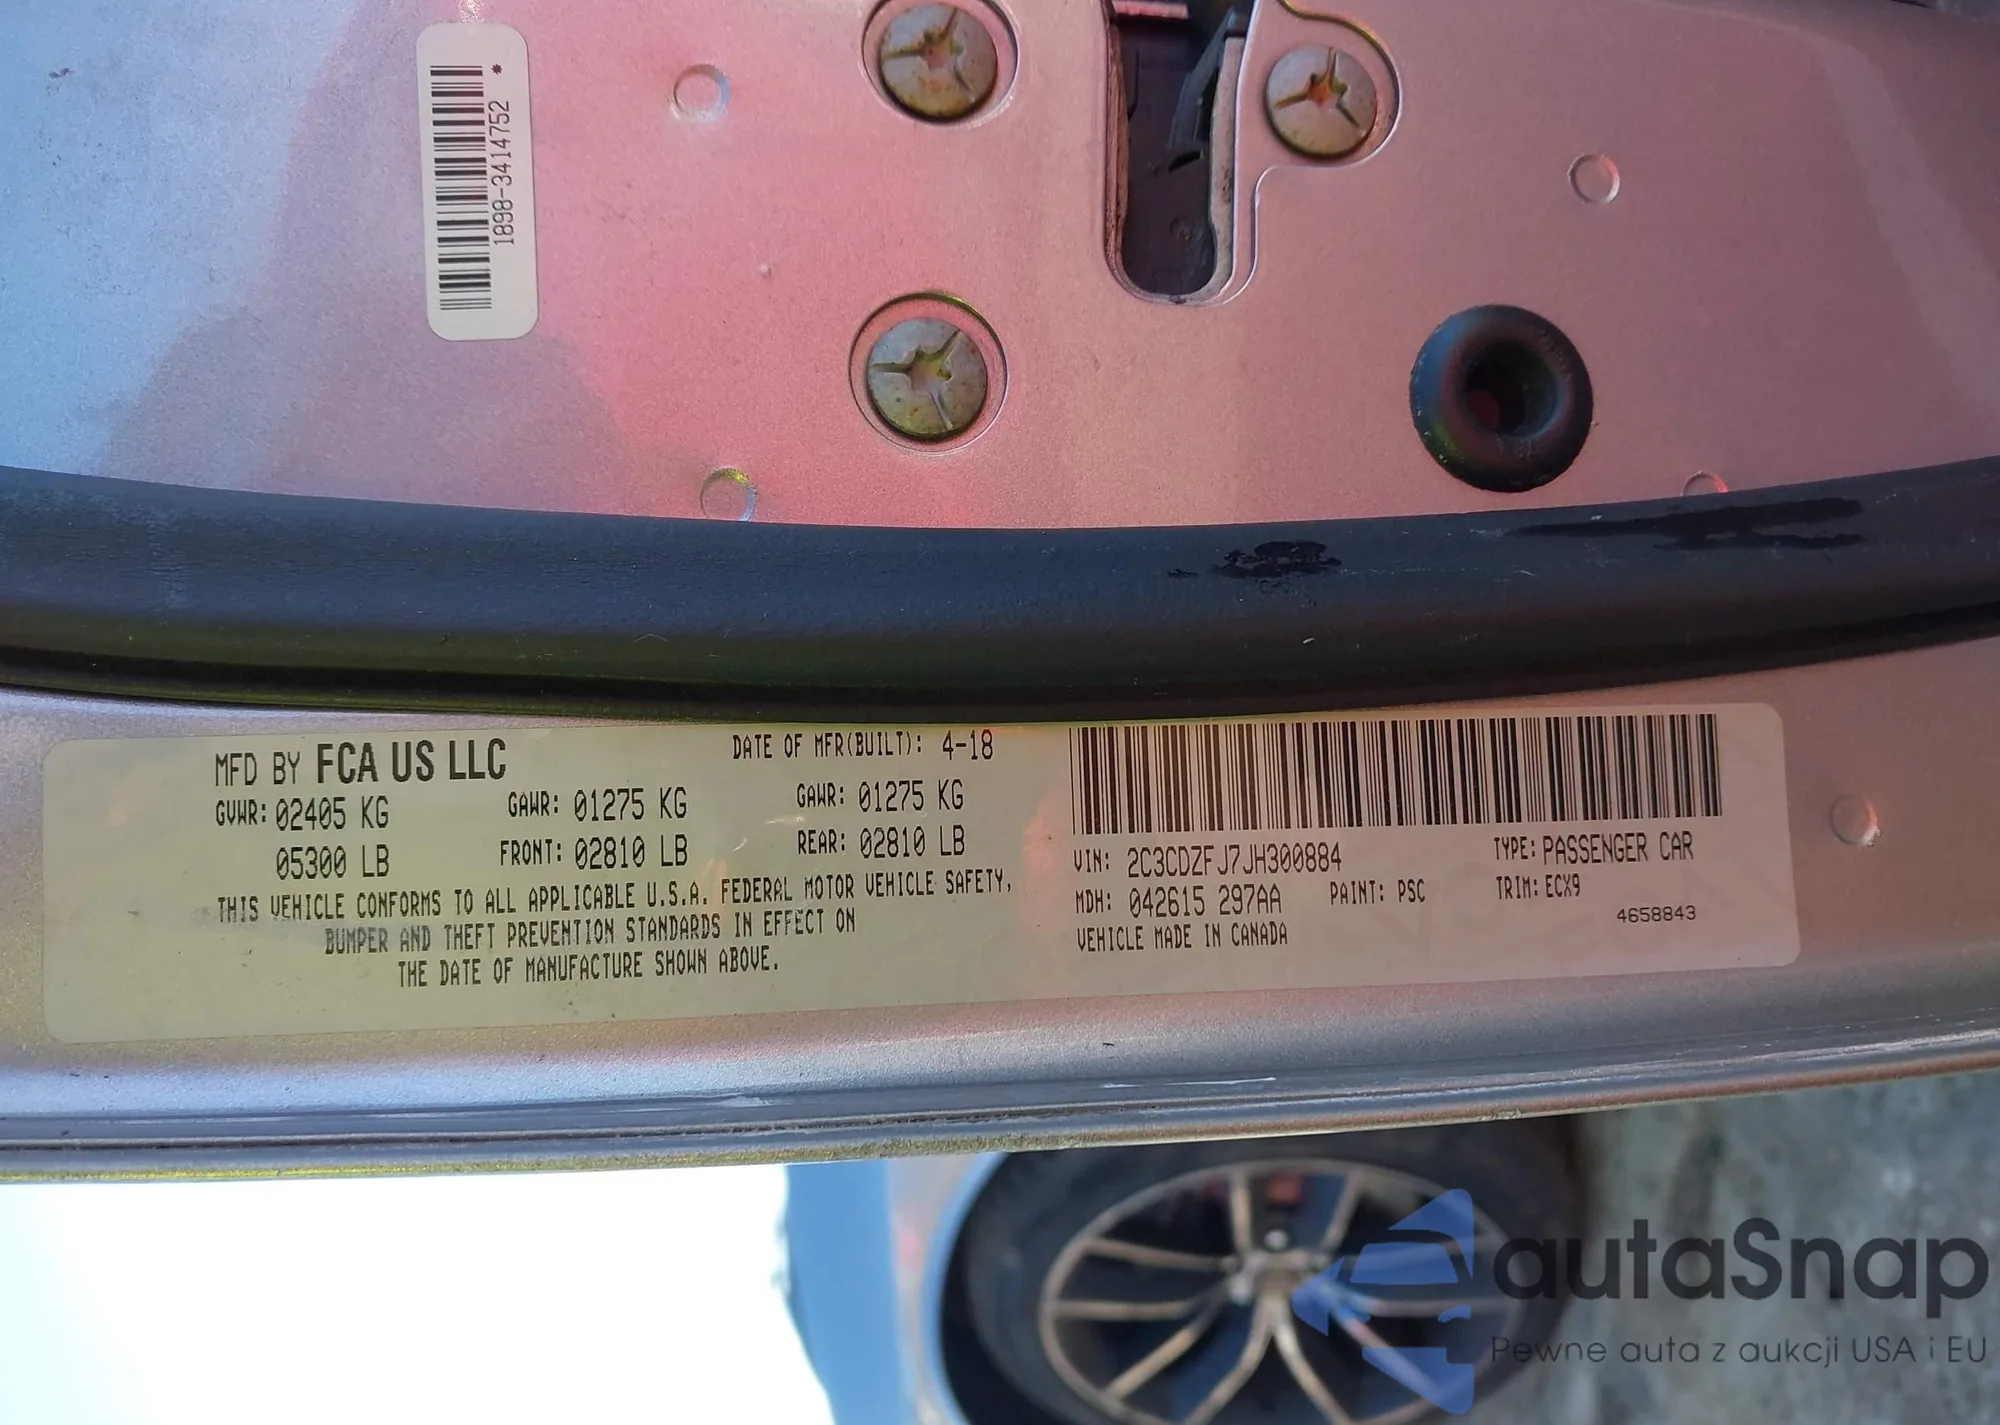 1898-3414752 *
MFD BY FCA US LLC
DATE OF MFR(BUILT): 4-18
GVWR: 02405 KG
GAWR: 01275 KG
GAWR: 01275 KG
05300 LB
FRONT: 02810 LB
REAR: 02810 LB
THIS VEHICLE CONFORMS TO ALL APPLICABLE U.S.A. FEDERAL MOTOR VEHICLE SAFETY,
BUMPER AND THEFT PREVENTION STANDARDS IN EFFECT ON
THE DATE OF MANUFACTURE SHOWN ABOVE.
VIN: 2C3CDZFJ7JH300884
TYPE: PASSENGER CAR
MDH: 042615 297AA
PAINT: PSC
TRIM: ECX9
VEHICLE MADE IN CANADA
4658843
autaSnap
Pewne auta z aukcji USA i EU